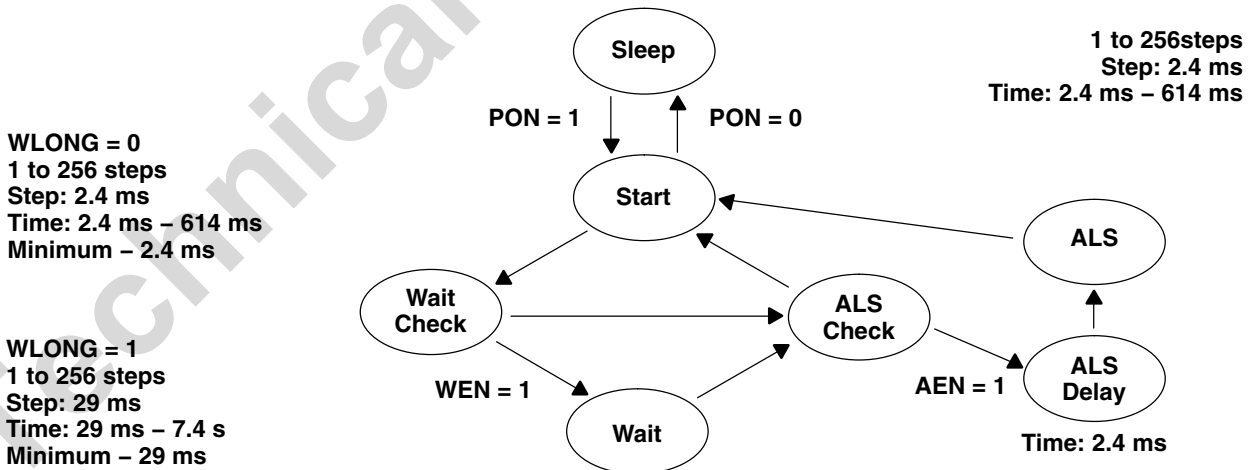 Sleep
1 to 256steps
Step: 2.4 ms
Time: 2.4 ms – 614 ms
PON = 1
PON = 0
WLONG = 0
1 to 256 steps
Step: 2.4 ms
Time: 2.4 ms – 614 ms
Minimum – 2.4 ms
Start
ALS
Wait
Check
ALS
Check
WLONG = 1
1 to 256 steps
Step: 29 ms
Time: 29 ms – 7.4 s
Minimum – 29 ms
WEN = 1
AEN = 1
ALS
Delay
Wait
Time: 2.4 ms
Technical